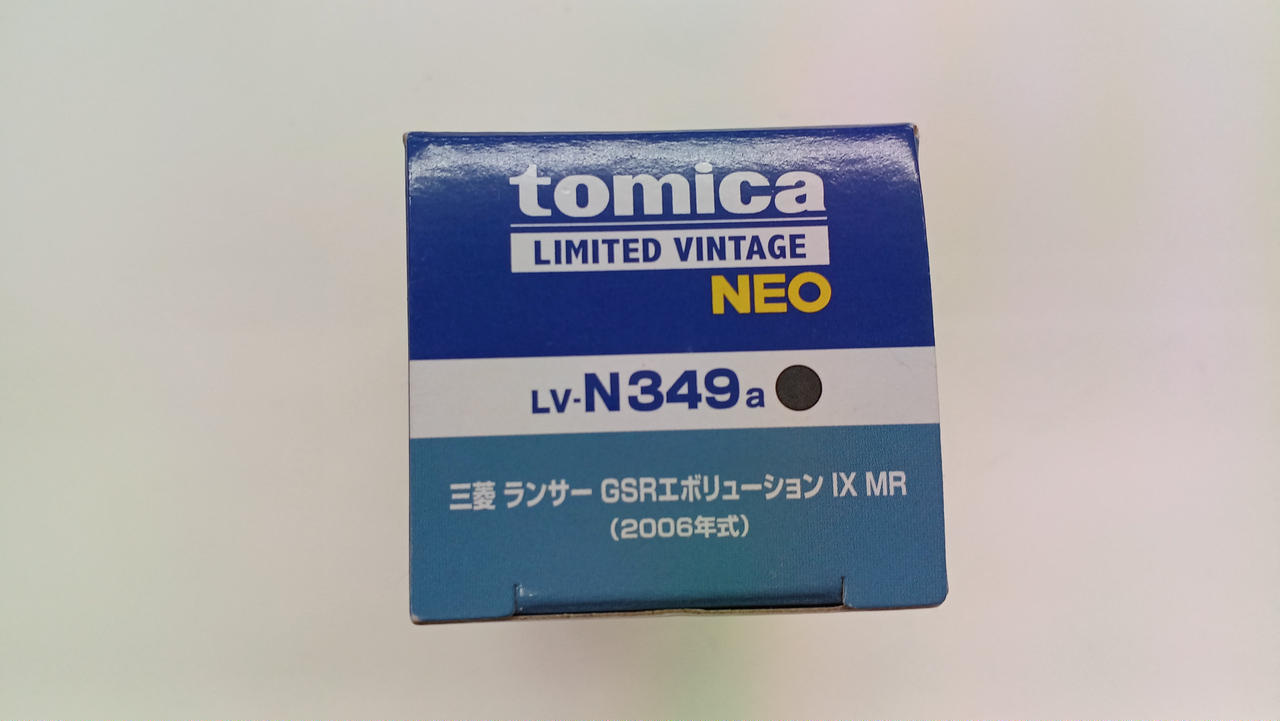 tomica
LIMITED VINTAGE
NEO
LV-N349a
三菱 ランサー GSRエボリューション IX MR
(2006年式)